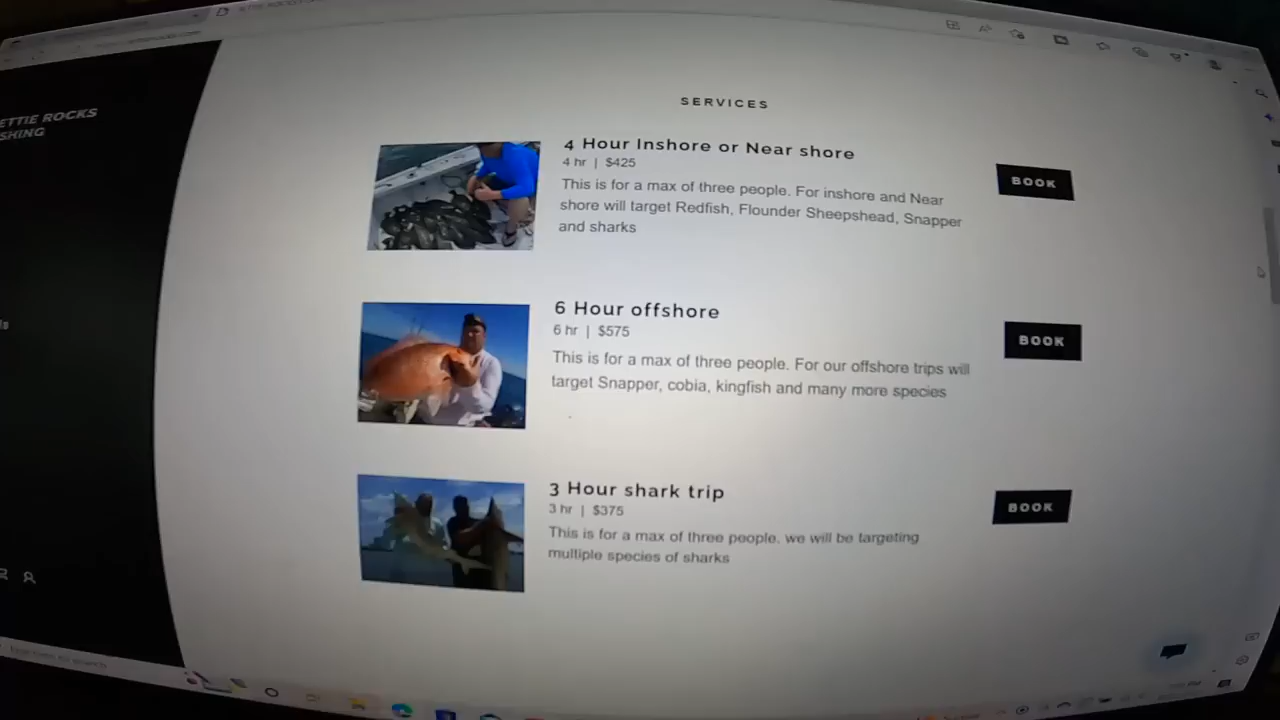 ETTIE ROCKS
SHING
SERVICES
4 Hour Inshore or Near shore
4 hr | $425
This is for a max of three people. For inshore and Near
shore will target Redfish, Flounder Sheepshead, Snapper
and sharks
BOOK
6 Hour offshore
6 hr | $575
This is for a max of three people. For our offshore trips will
target Snapper, cobia, kingfish and many more species
BOOK
3 Hour shark trip
3 hr | $375
This is for a max of three people. we will be targeting
multiple species of sharks
BOOK